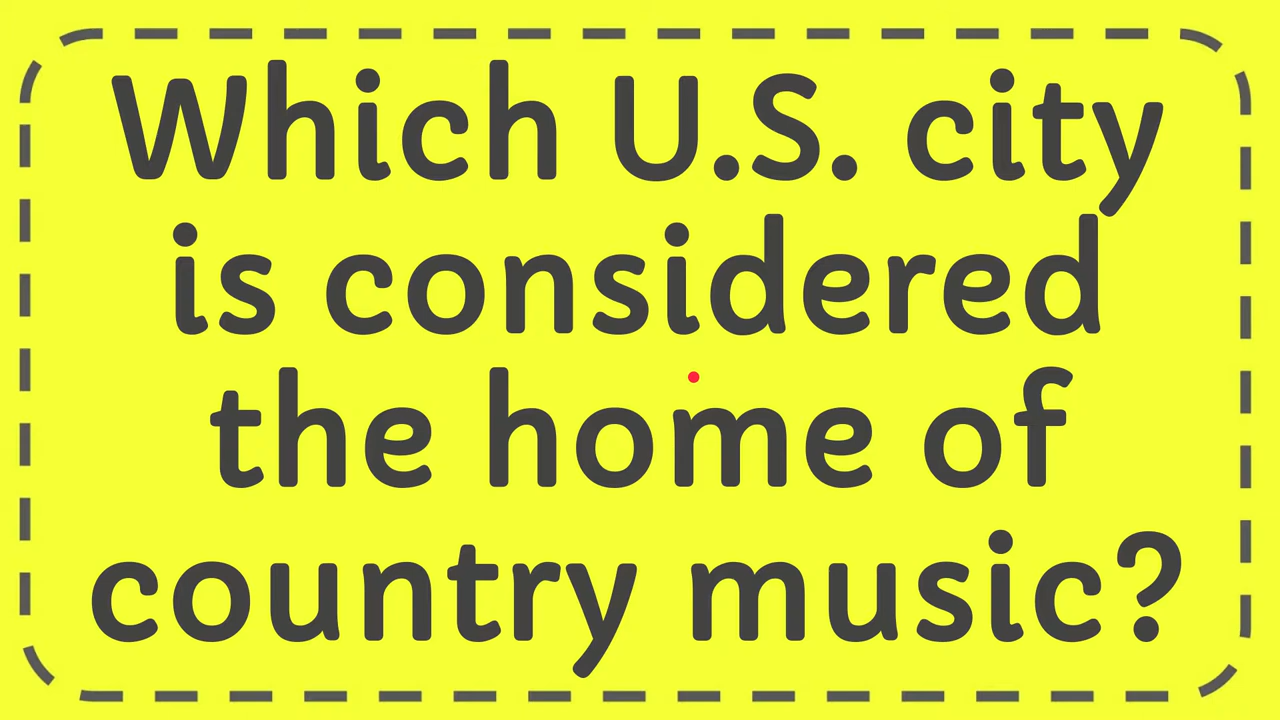 Which U.S. city
is considered
the home of
country music?